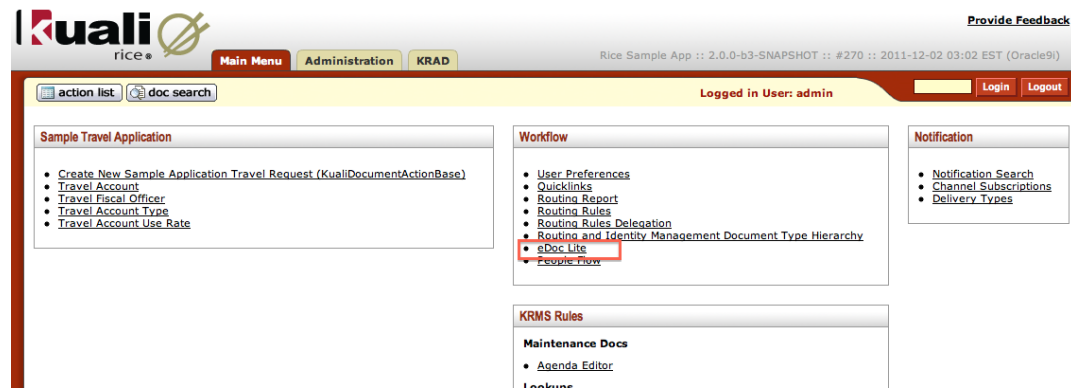 Kuali
rice
Provide Feedback
Main Menu
Administration
KRAD
Rice Sample App :: 2.0.0-b3-SNAPSHOT :: #270 :: 2011-12-02 03:02 EST (Oracle9i)
action list
doc search
Logged in User: admin
Login
Logout
Sample Travel Application
Create New Sample Application Travel Request (KualiDocumentActionBase)
Travel Account
Travel Fiscal Officer
Travel Account Type
Travel Account Use Rate
Workflow
User Preferences
Quicklinks
Routing Report
Routing Rules
Routing Rules Delegation
Routing and Identity Management Document Type Hierarchy
eDoc Lite
People Flow
Notification
Notification Search
Channel Subscriptions
Delivery Types
KRMS Rules
Maintenance Docs
Agenda Editor
Lookups